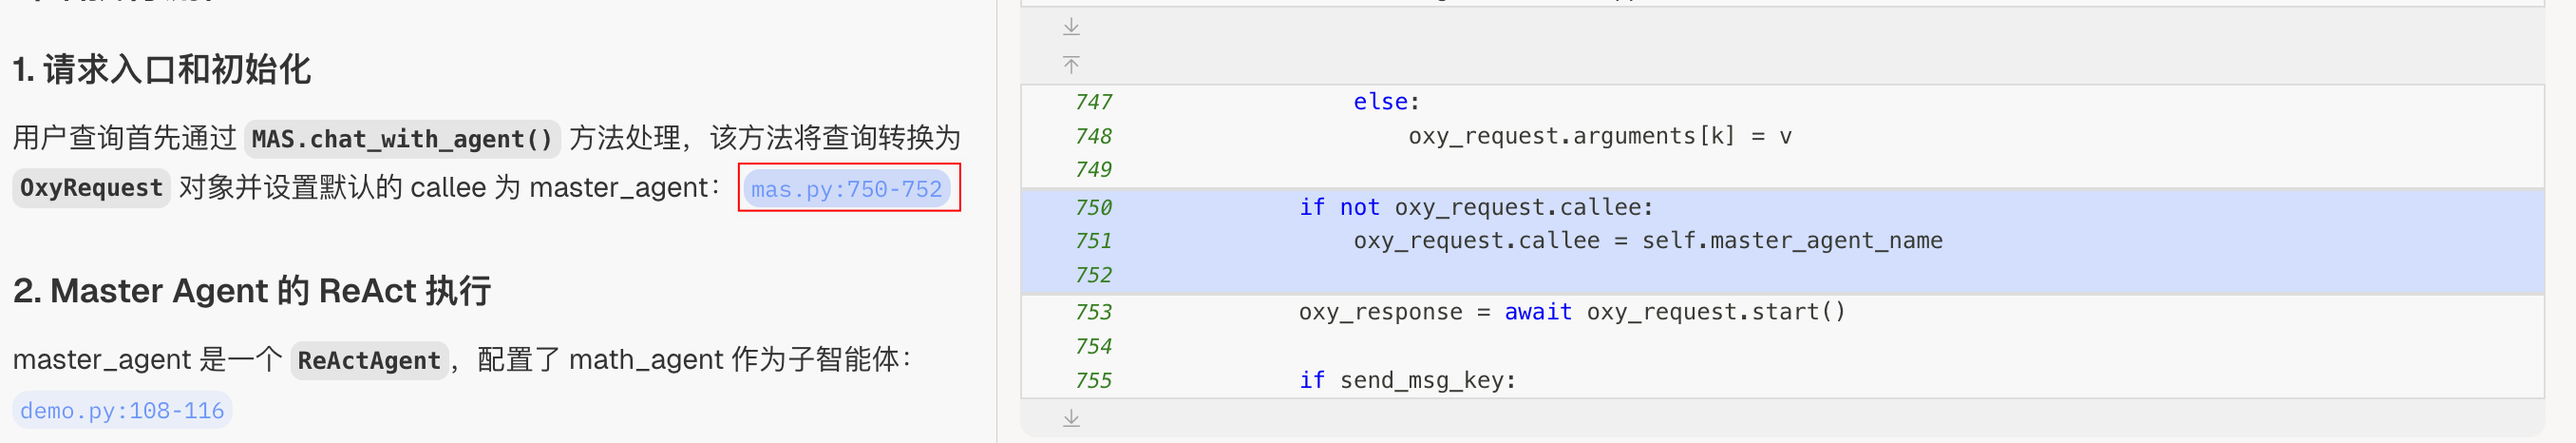 1. 请求入口和初始化
用户查询首先通过 MAS.chat_with_agent() 方法处理，该方法将查询转换为
OxyRequest 对象并设置默认的 callee 为 master_agent： mas.py:750-752
2. Master Agent 的 ReAct 执行
master_agent 是一个 ReActAgent，配置了 math_agent 作为子智能体：
demo.py:108-116
747 else:
748 oxy_request.arguments[k] = v
749
750 if not oxy_request.callee:
751 oxy_request.callee = self.master_agent_name
752
753 oxy_response = await oxy_request.start()
754
755 if send_msg_key: